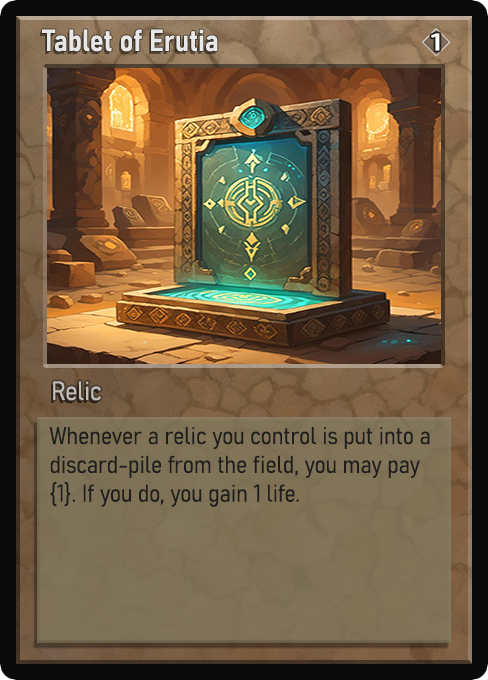 Tablet of Erutia
1
Relic
Whenever a relic you control is put into a
discard-pile from the field, you may pay
{1}. If you do, you gain 1 life.